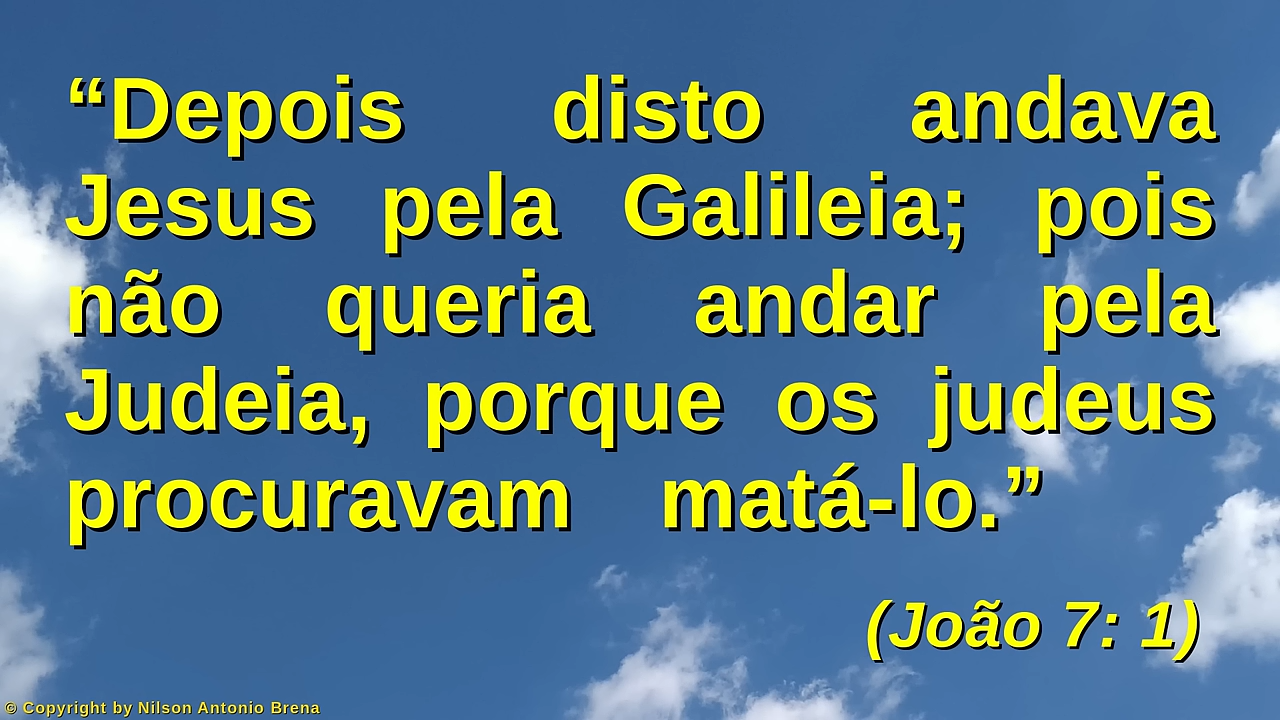 “Depois disto andava
Jesus pela Galileia; pois
não queria andar pela
Judeia, porque os judeus
procuravam matá-lo.”
(João 7: 1)
© Copyright by Nilson Antonio Brena